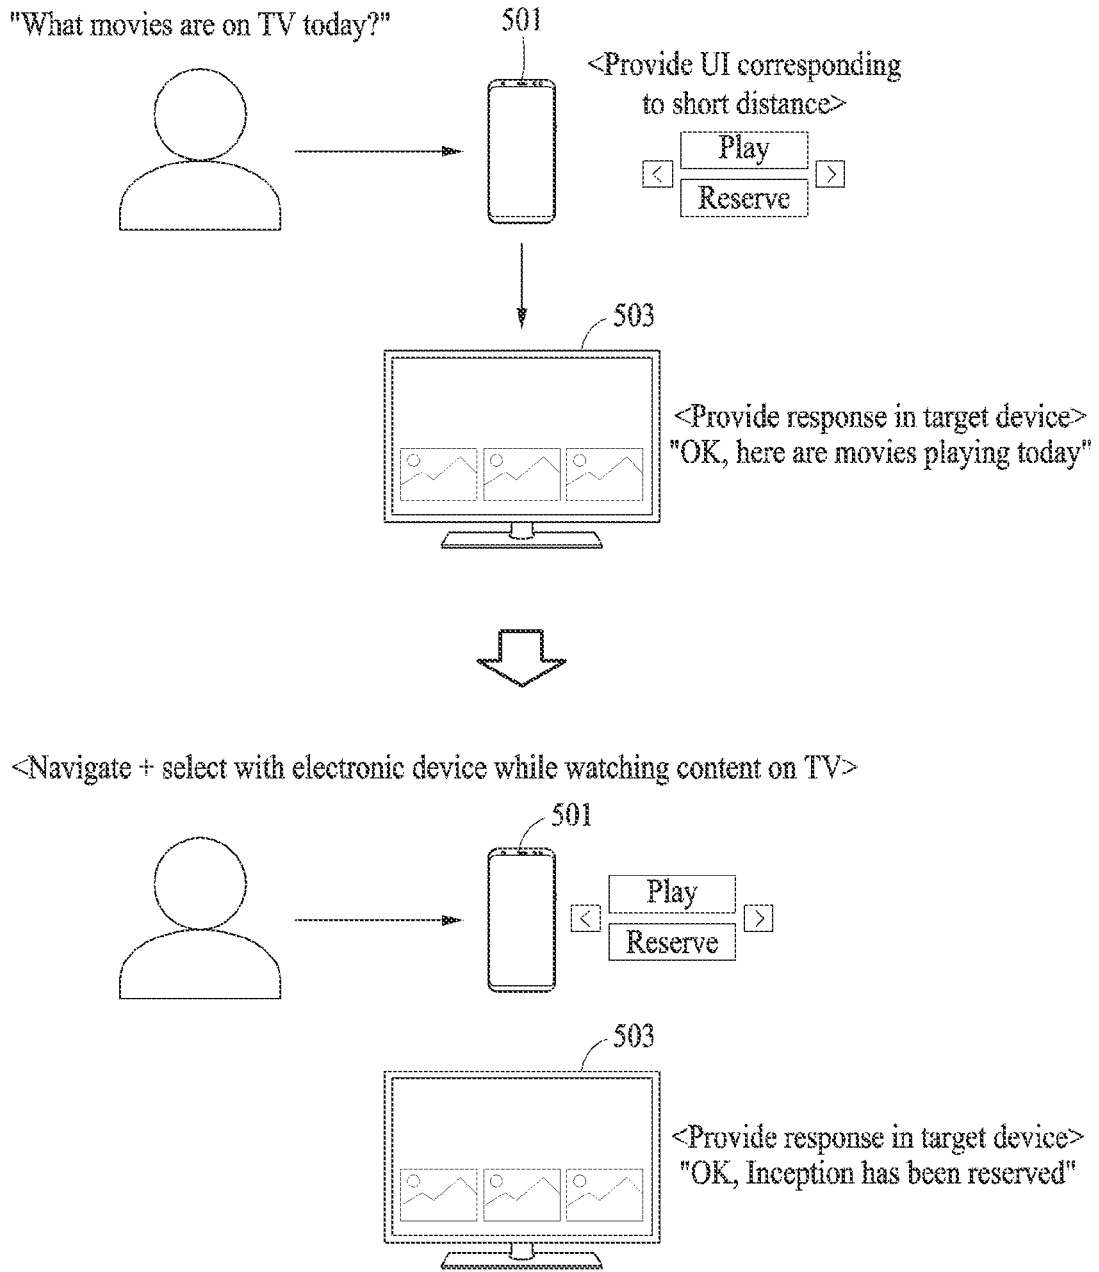 "What movies are on TV today?"
501
<Provide UI corresponding
to short distance>
Play
<
>
Reserve
503
<Provide response in target device>
"OK, here are movies playing today"
<Navigate + select with electronic device while watching content on TV>
501
Play
<
>
Reserve
503
<Provide response in target device>
"OK, Inception has been reserved"